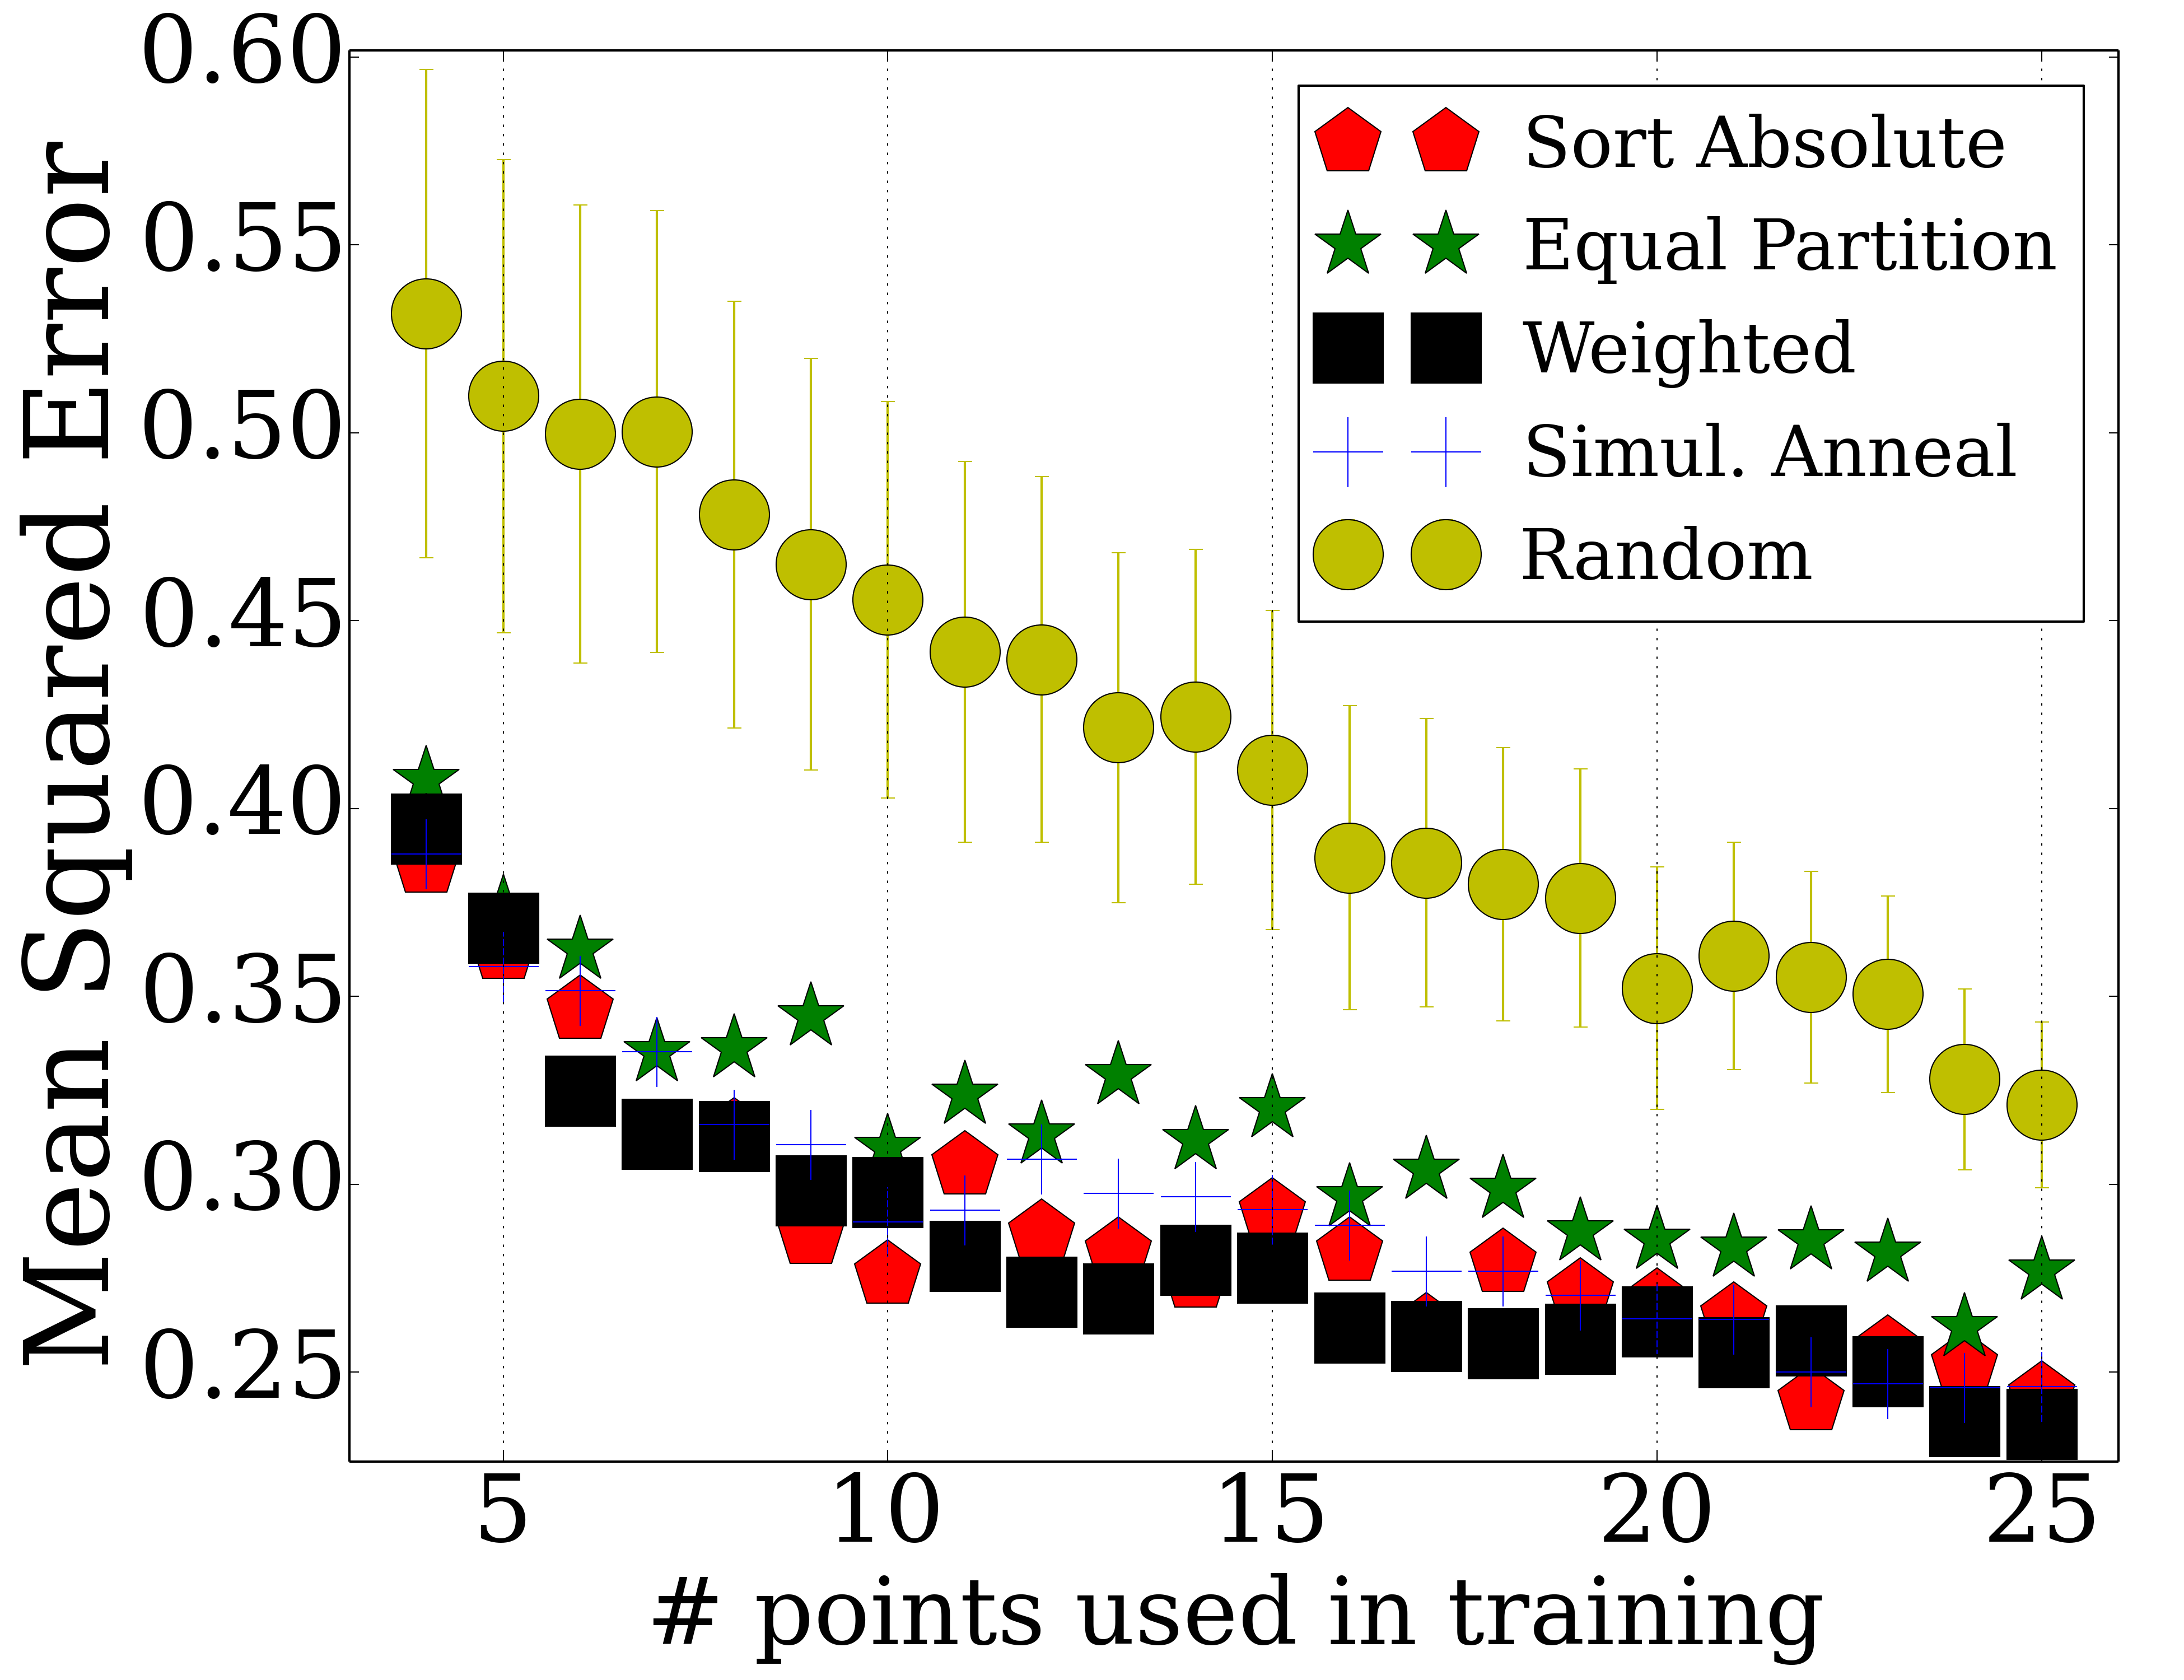 Mean Squared Error
0.60
0.55
0.50
0.45
0.40
0.35
0.30
0.25
Sort Absolute
Equal Partition
Weighted
Simul. Anneal
Random
5 10 15 20 25
# points used in training